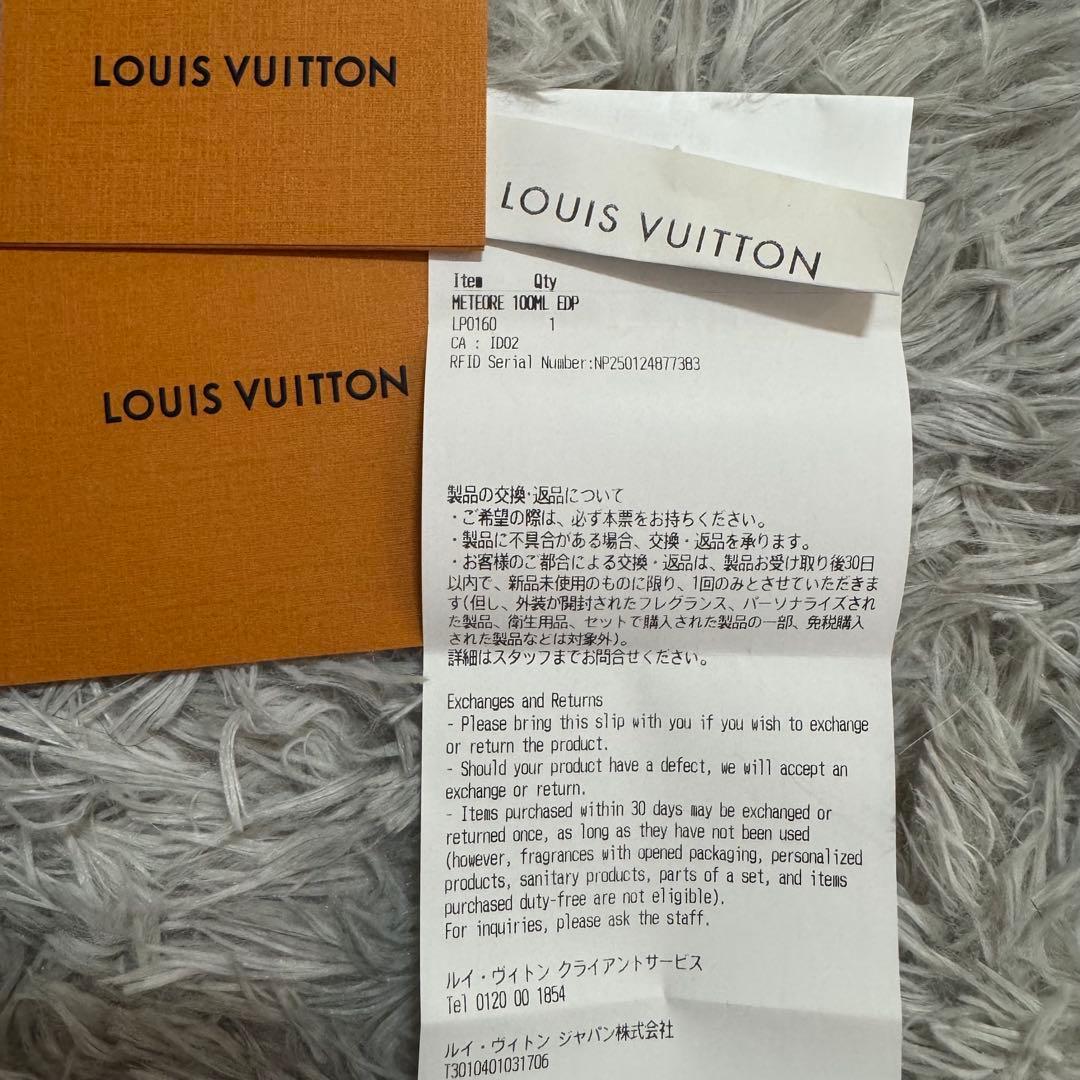 LOUIS VUITTON
LOUIS VUITTON
LOUIS VUITTON
Item Qty
METEORE 100ML EDP
LP0160 1
CA : ID02
RFID Serial Number:NP2501248773B3
製品の交換・返品について
・ご希望の際は、必ず本票をお持ちください。
・製品に不具合がある場合、交換・返品を承ります。
・お客様のご都合による交換・返品は、製品お受け取り後30日
以内で、新品未使用のものに限り、1回のみとさせていただきま
す(但し、外装が開封されたフレグランス、パーソナライズされ
た製品、衛生用品、セットで購入された製品の一部、免税購入
された製品などは対象外)。
詳細はスタッフまでお問合せください。
Exchanges and Returns
- Please bring this slip with you if you wish to exchange
or return the product.
- Should your product have a defect, we will accept an
exchange or return.
- Items purchased within 30 days may be exchanged or
returned once, as long as they have not been used
(however, fragrances with opened packaging, personalized
products, sanitary products, parts of a set, and items
purchased duty-free are not eligible).
For inquiries, please ask the staff.
ルイ・ヴィトン クライアントサービス
Tel 0120 00 1854
ルイ・ヴィトン ジャパン株式会社
T3010401031706